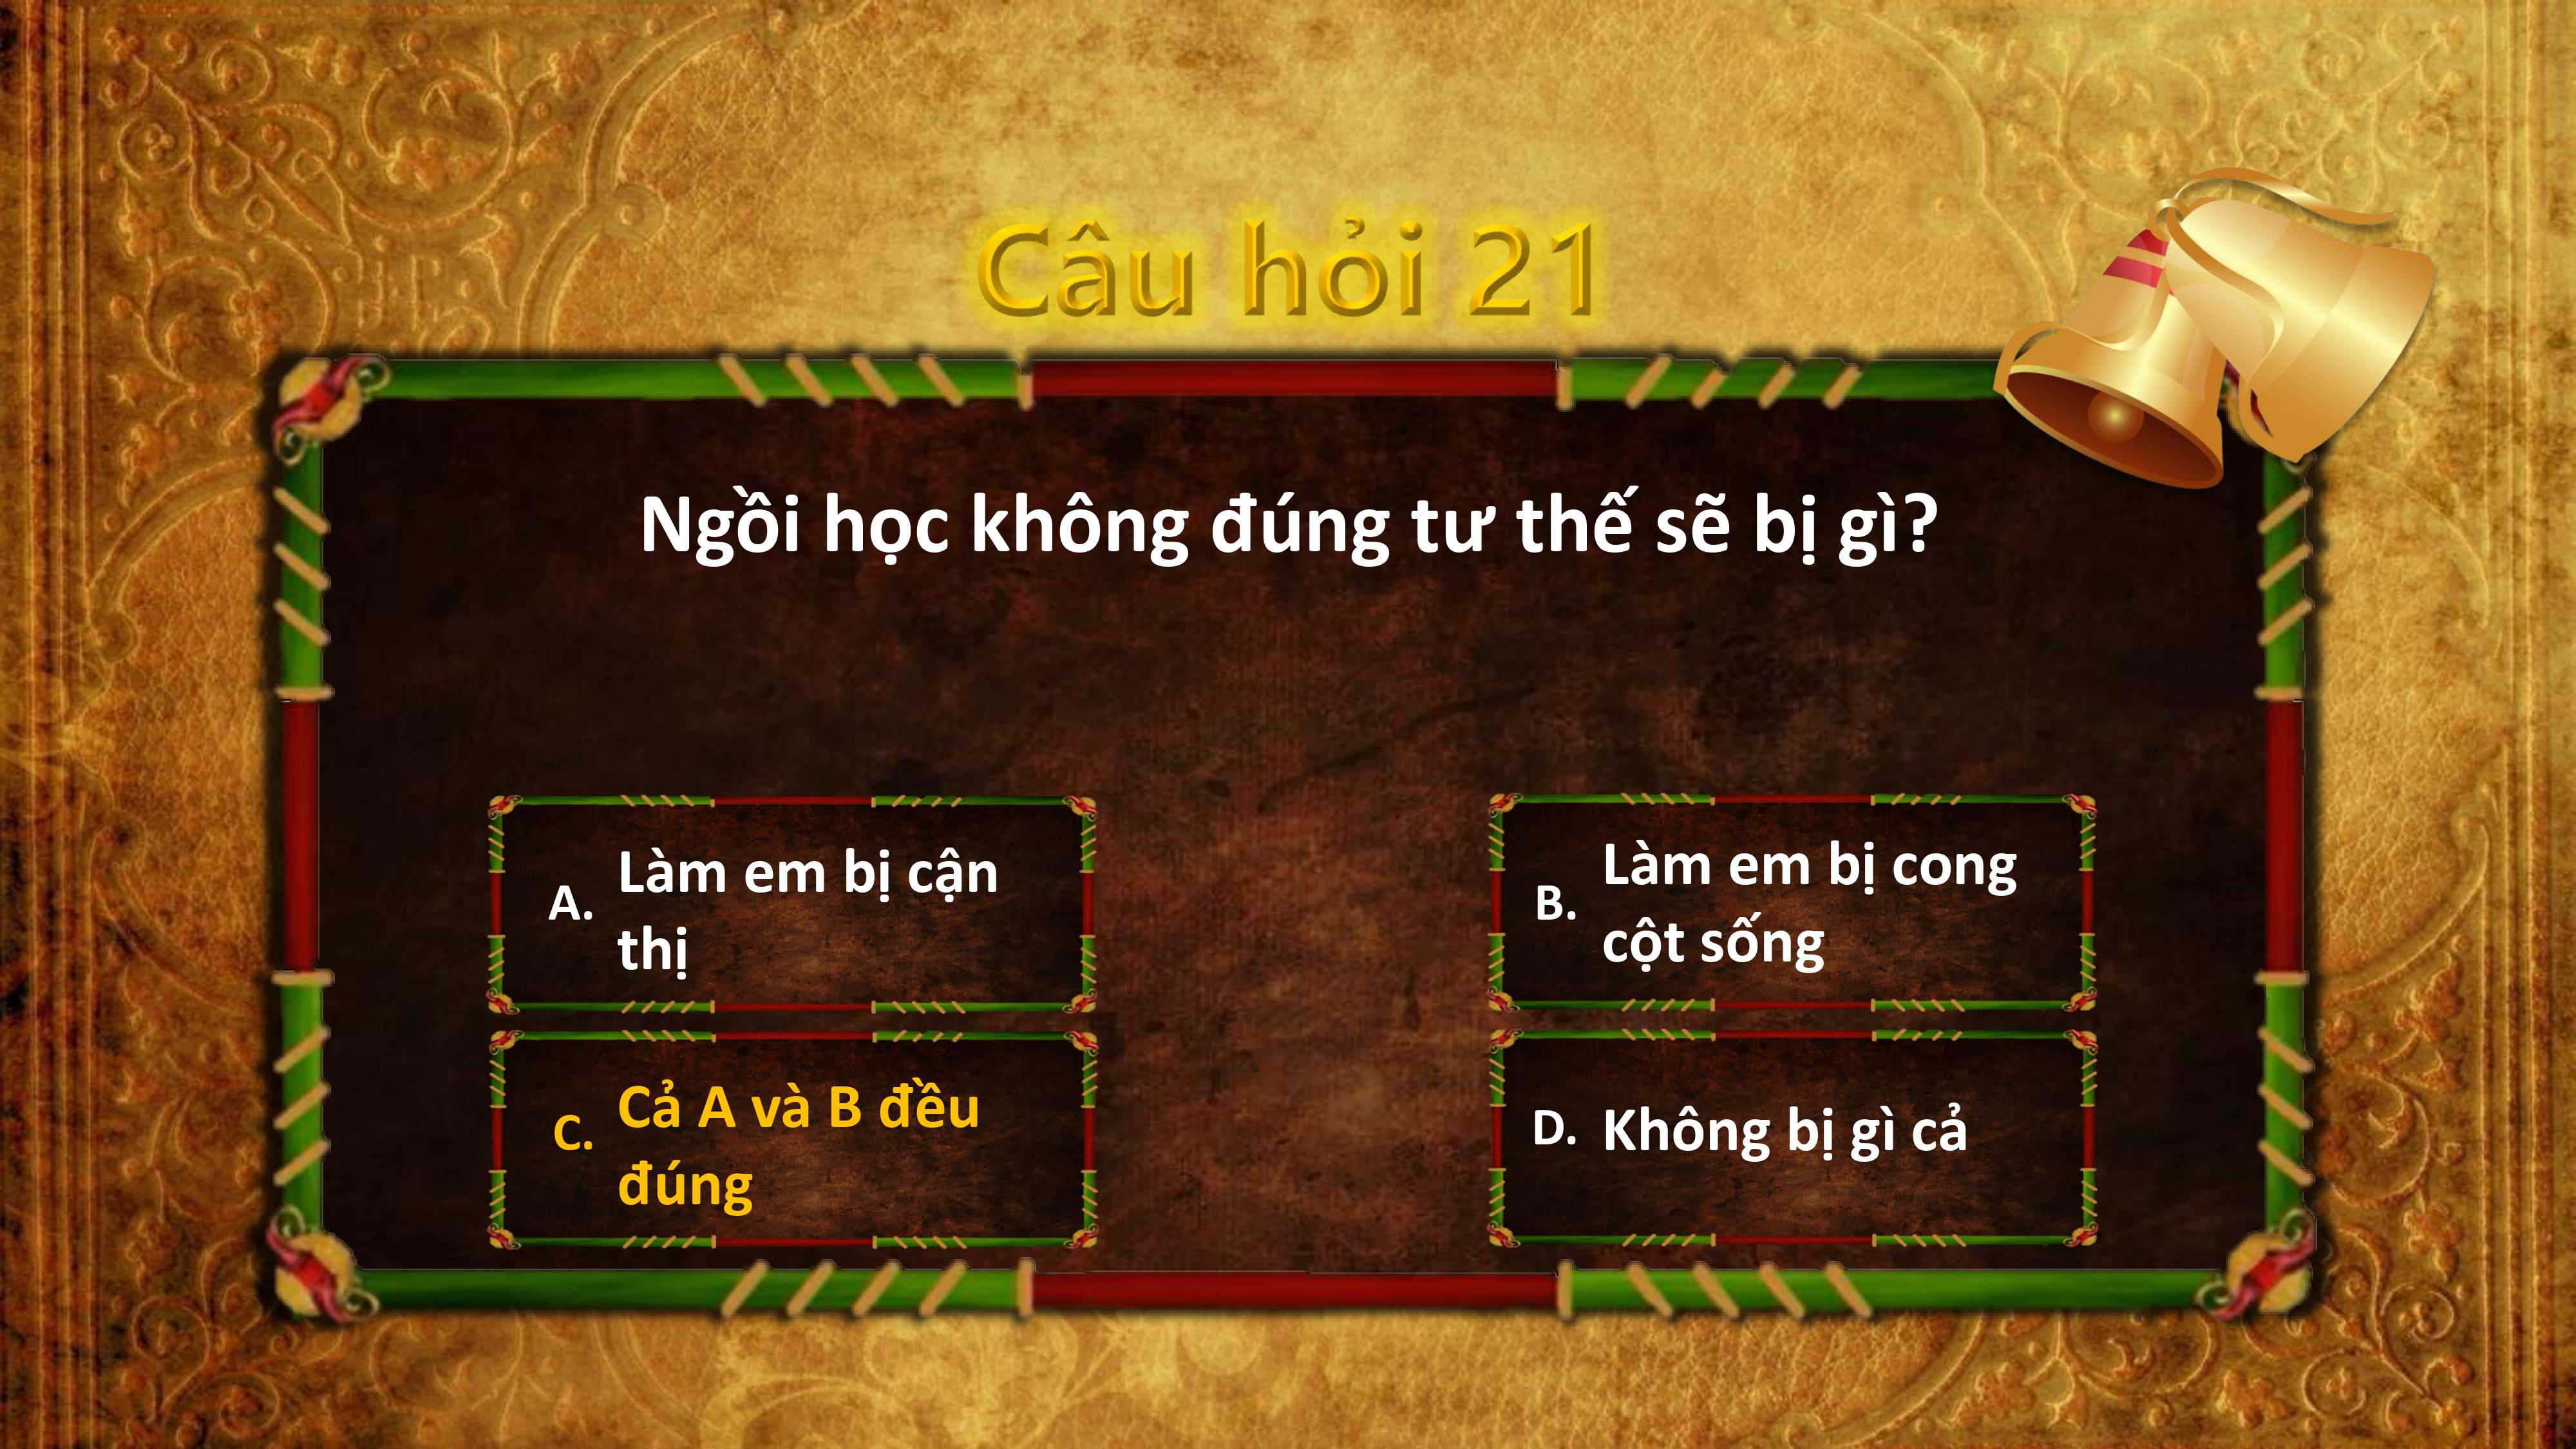 Câu hỏi 21
Ngồi học không đúng tư thế sẽ bị gì?
A. Làm em bị cận
thị
B. Làm em bị cong
cột sống
C. Cả A và B đều
đúng
D. Không bị gì cả